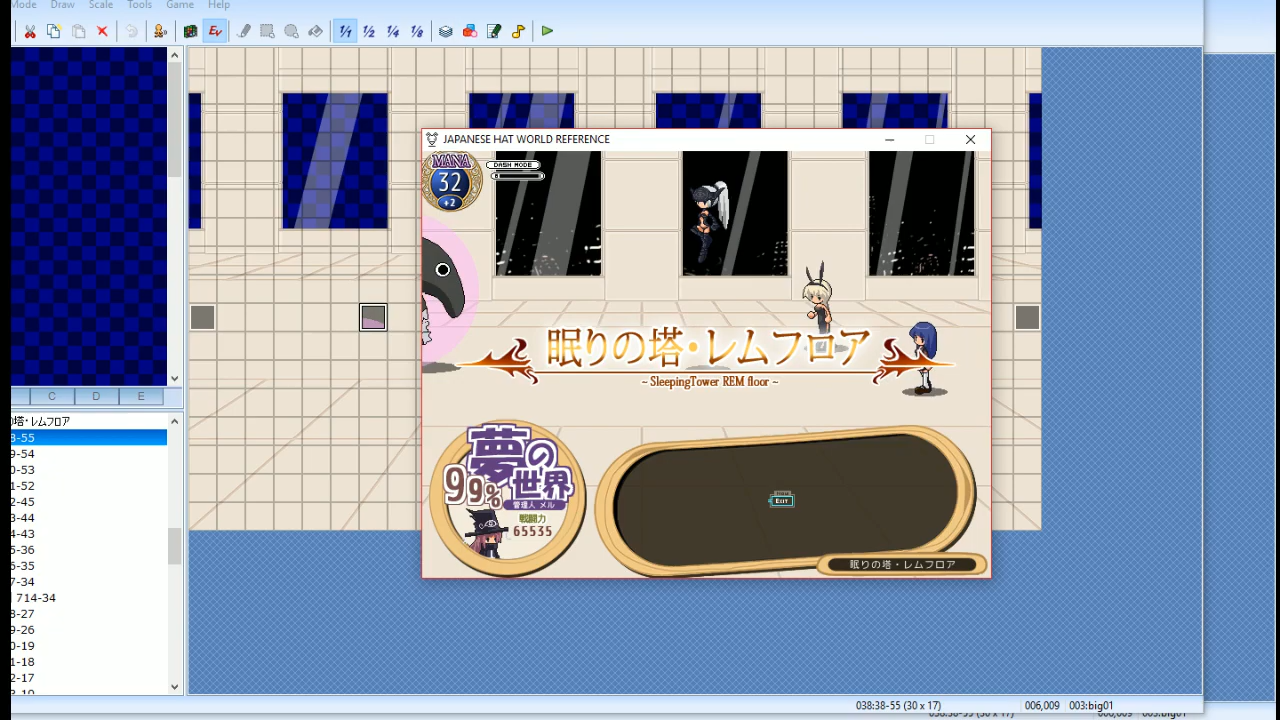 Mode Draw Scale Tools Game Help
Ev 1/1 1/2 1/4 1/8
JAPANESE HAT WORLD REFERENCE
MANA
32
+2
DASH MODE
眠りの塔・レムフロア
~ SleepingTower REM floor ~
C D E
の塔・レムフロア
8-55
9-54
0-53
1-52
2-45
3-44
4-43
5-36
6-35
7-34
714-34
8-27
9-26
0-19
1-18
2-17
3-10
夢の
世界
99%
管理人 メル
戦闘力
65535
EXIT
眠りの塔・レムフロア
038:38-55 (30 x 17) 006,009 003:big01